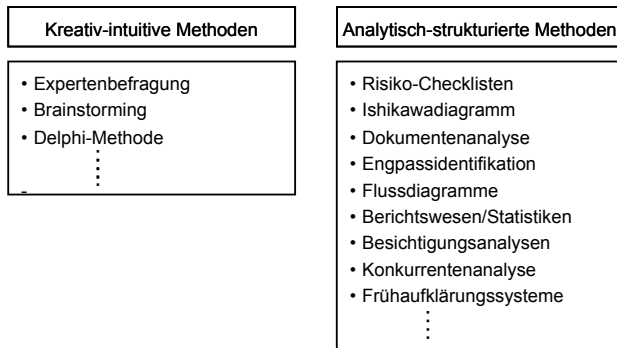 Kreativ-intuitive Methoden
• Expertenbefragung
• Brainstorming
• Delphi-Methode
-
Analytisch-strukturierte Methoden
• Risiko-Checklisten
• Ishikawadiagramm
• Dokumentenanalyse
• Engpassidentifikation
• Flussdiagramme
• Berichtswesen/Statistiken
• Besichtigungsanalysen
• Konkurrentenanalyse
• Frühaufklärungssysteme